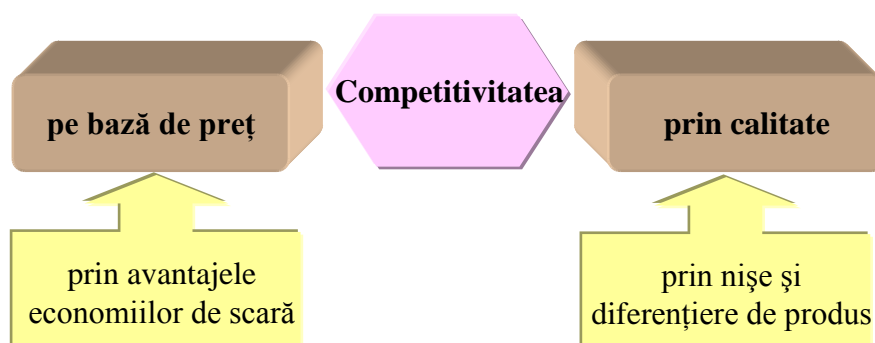 Competitivitatea
pe bază de preț
prin calitate
prin avantajele
economiilor de scară
prin nişe şi
diferențiere de produs